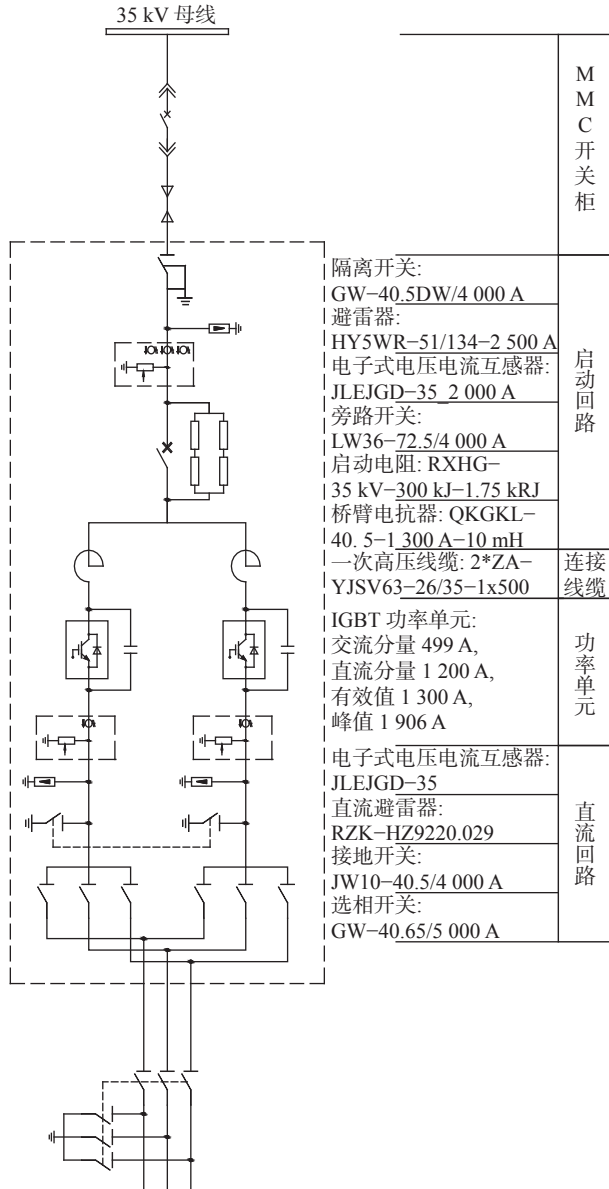 35 kV 母线
M
M
C
开
关
柜
隔离开关:
GW−40.5DW/4 000 A
避雷器:
HY5WR−51/134−2 500 A
电子式电压电流互感器:
JLEJGD−35_2 000 A
旁路开关:
LW36−72.5/4 000 A
启动电阻: RXHG−
35 kV−300 kJ−1.75 kRJ
桥臂电抗器: QKGKL−
40. 5−1 300 A−10 mH
启
动
回
路
一次高压线缆: 2*ZA−
YJSV63−26/35−1x500
连接
线缆
IGBT 功率单元:
交流分量 499 A,
直流分量 1 200 A,
有效值 1 300 A,
峰值 1 906 A
功
率
单
元
电子式电压电流互感器:
JLEJGD−35
直流避雷器:
RZK−HZ9220.029
接地开关:
JW10−40.5/4 000 A
选相开关:
GW−40.65/5 000 A
直
流
回
路